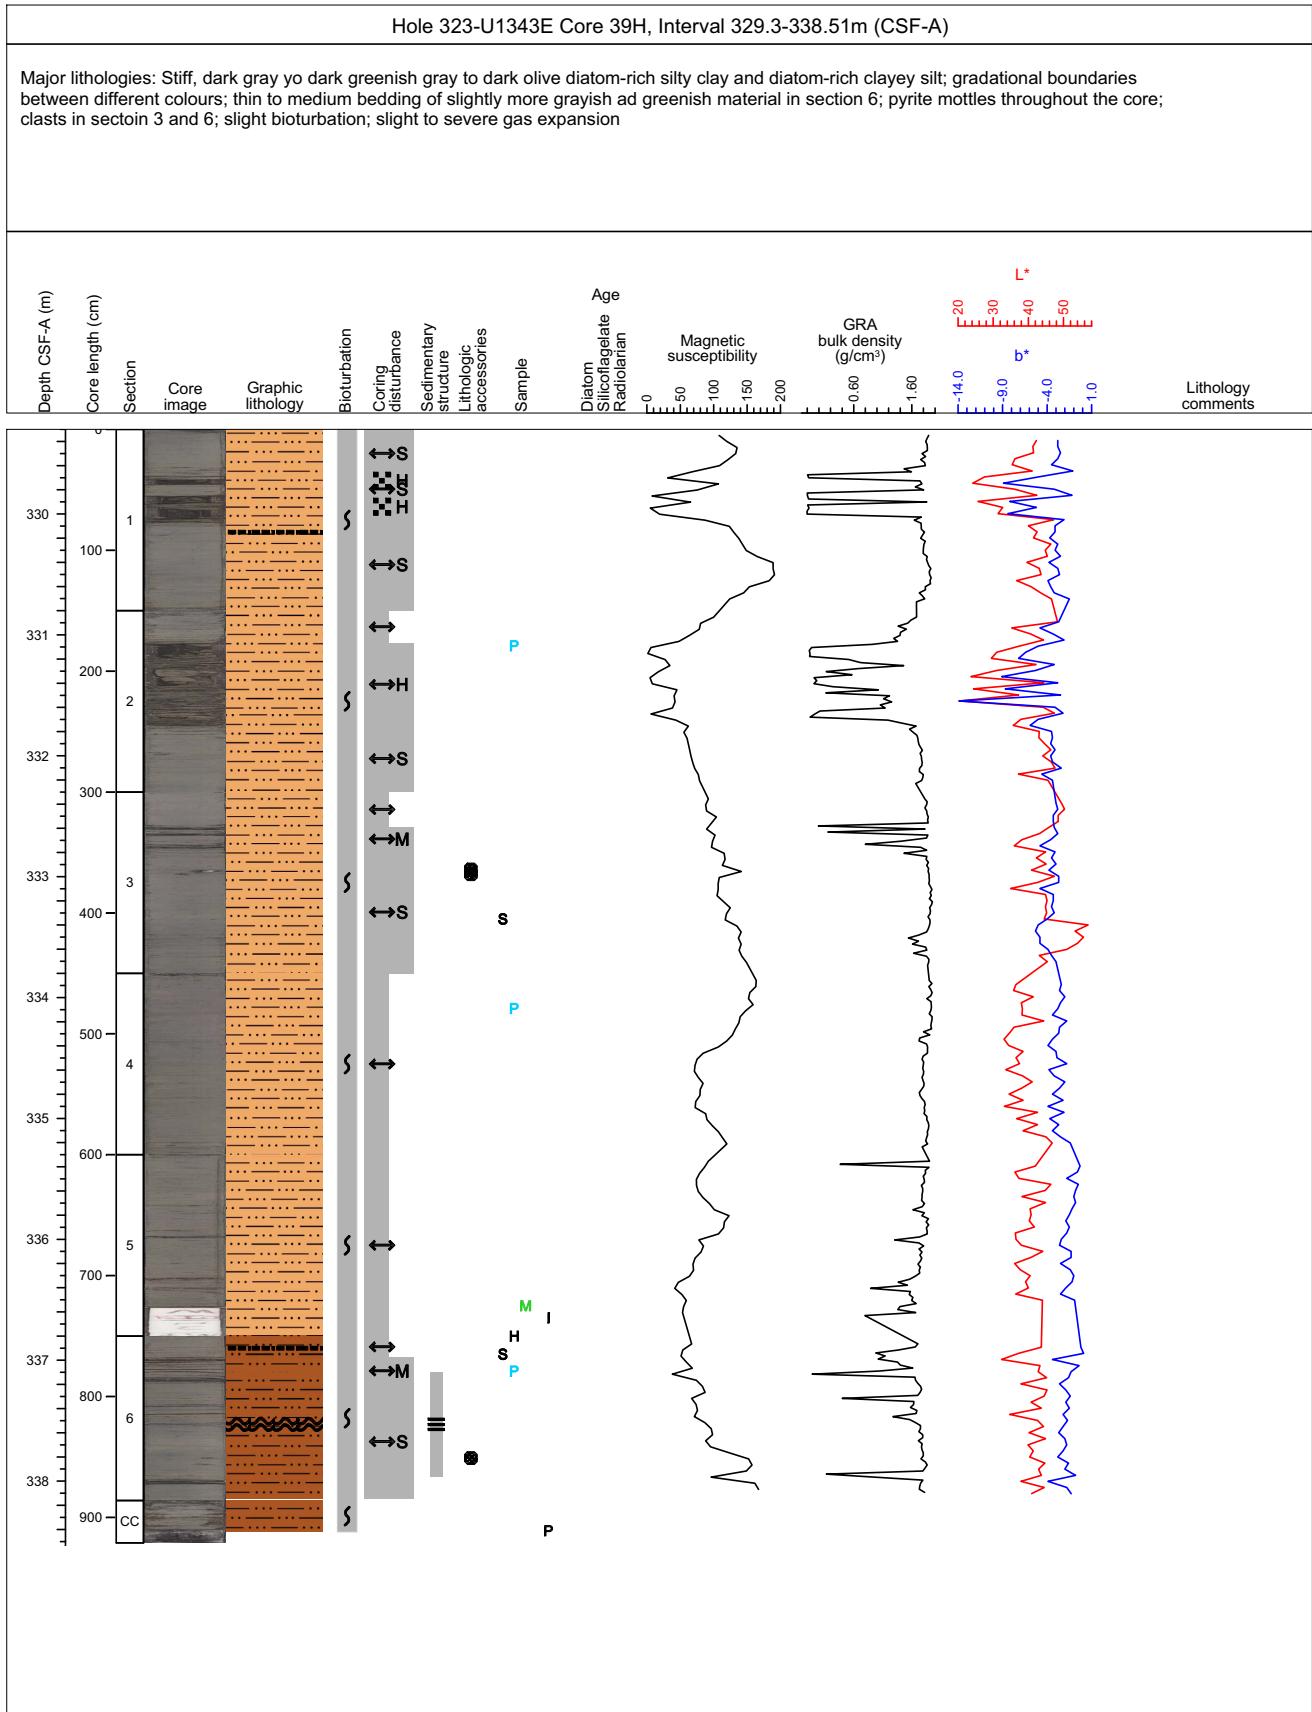 Hole 323-U1343E Core 39H, Interval 329.3-338.51m (CSF-A)
Major lithologies: Stiff, dark gray yo dark greenish gray to dark olive diatom-rich silty clay and diatom-rich clayey silt; gradational boundaries
between different colours; thin to medium bedding of slightly more grayish ad greenish material in section 6; pyrite mottles throughout the core;
clasts in sectoin 3 and 6; slight bioturbation; slight to severe gas expansion
Depth CSF-A (m)
Core length (cm)
Section
Core
image
Graphic
lithology
Bioturbation
Coring
disturbance
Sedimentary
structure
Lithologic
accessories
Sample
Age
Diatom
Silicoflagelate
Radiolarian
Magnetic
susceptibility
0 50 100 150 200
GRA
bulk density
(g/cm³)
0.60 1.60
L*
20 30 40 50
b*
-14.0 -9.0 -4.0 1.0
Lithology
comments
0
S
H
S
H
330
1
100
S
331
P
200
H
2
332
S
300
M
333
3
400
S
S
334
P
500
4
335
600
336
5
700
M
I
H
S
337
M
P
800
6
S
338
900
CC
P